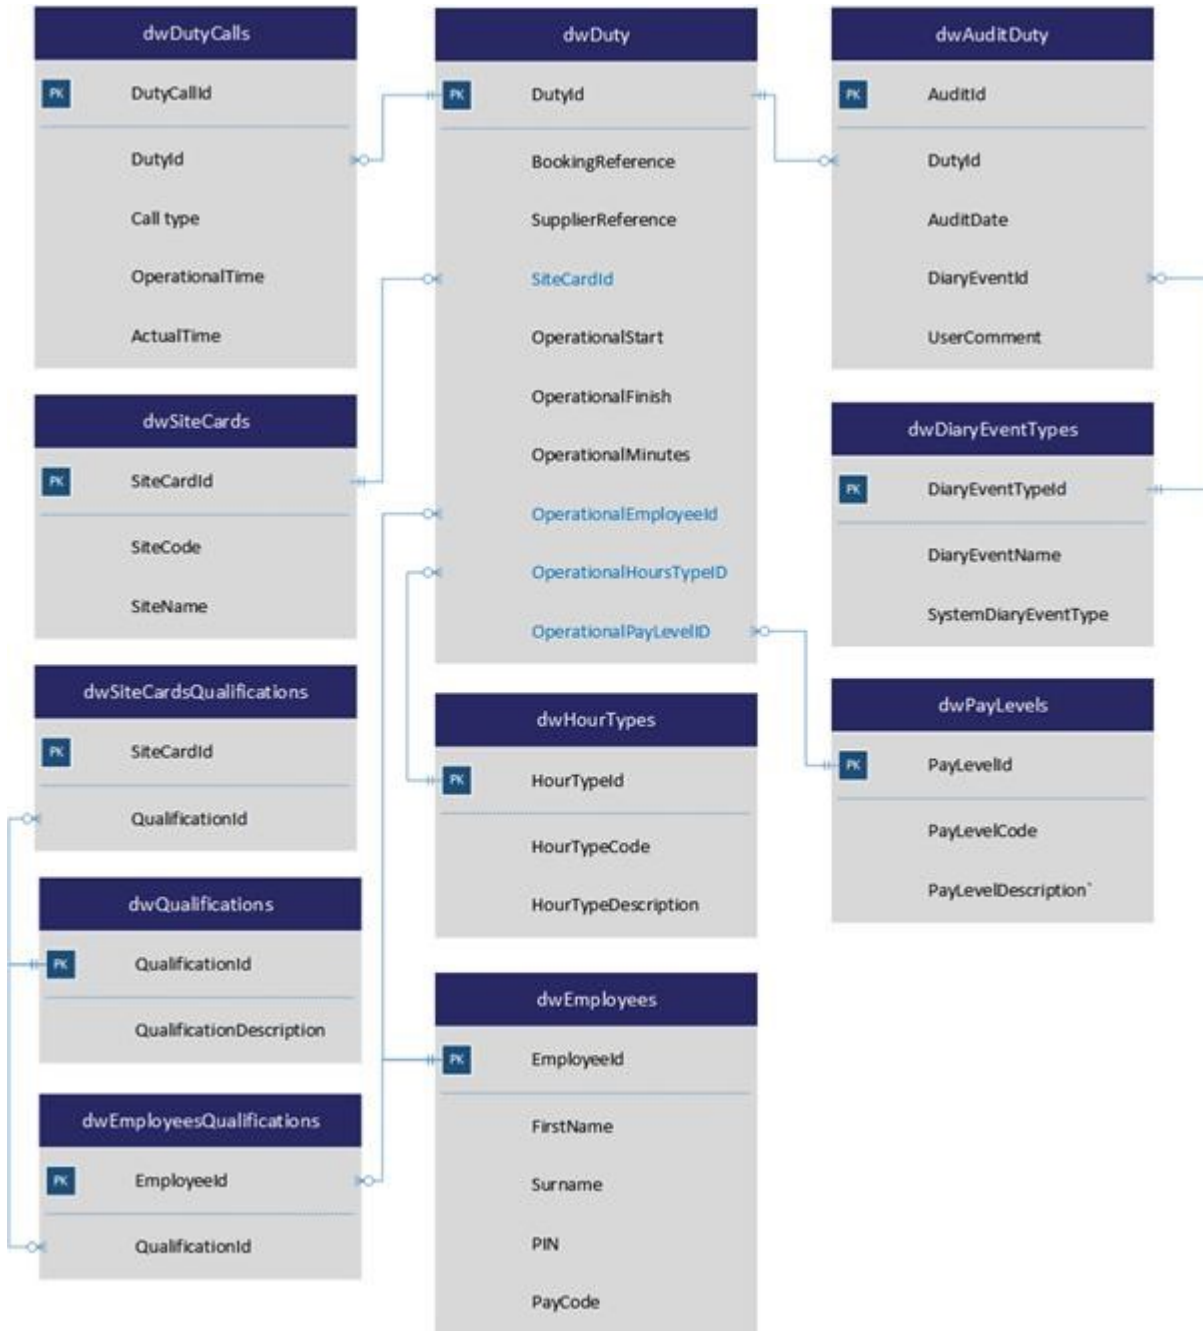 dwDutyCalls
PK DutyCallId
DutyId
Call type
OperationalTime
ActualTime
dwDuty
PK DutyId
BookingReference
SupplierReference
SiteCardId
OperationalStart
OperationalFinish
OperationalMinutes
OperationalEmployeeId
OperationalHoursTypeID
OperationalPayLevelID
dwAuditDuty
PK AuditId
DutyId
AuditDate
DiaryEventId
UserComment
dwSiteCards
PK SiteCardId
SiteCode
SiteName
dwDiaryEventTypes
PK DiaryEventTypeId
DiaryEventName
SystemDiaryEventType
dwSiteCardsQualifications
PK SiteCardId
QualificationId
dwHourTypes
PK HourTypeId
HourTypeCode
HourTypeDescription
dwPayLevels
PK PayLevelId
PayLevelCode
PayLevelDescription`
dwQualifications
PK QualificationId
QualificationDescription
dwEmployees
PK EmployeeId
FirstName
Surname
PIN
PayCode
dwEmployeesQualifications
PK EmployeeId
QualificationId